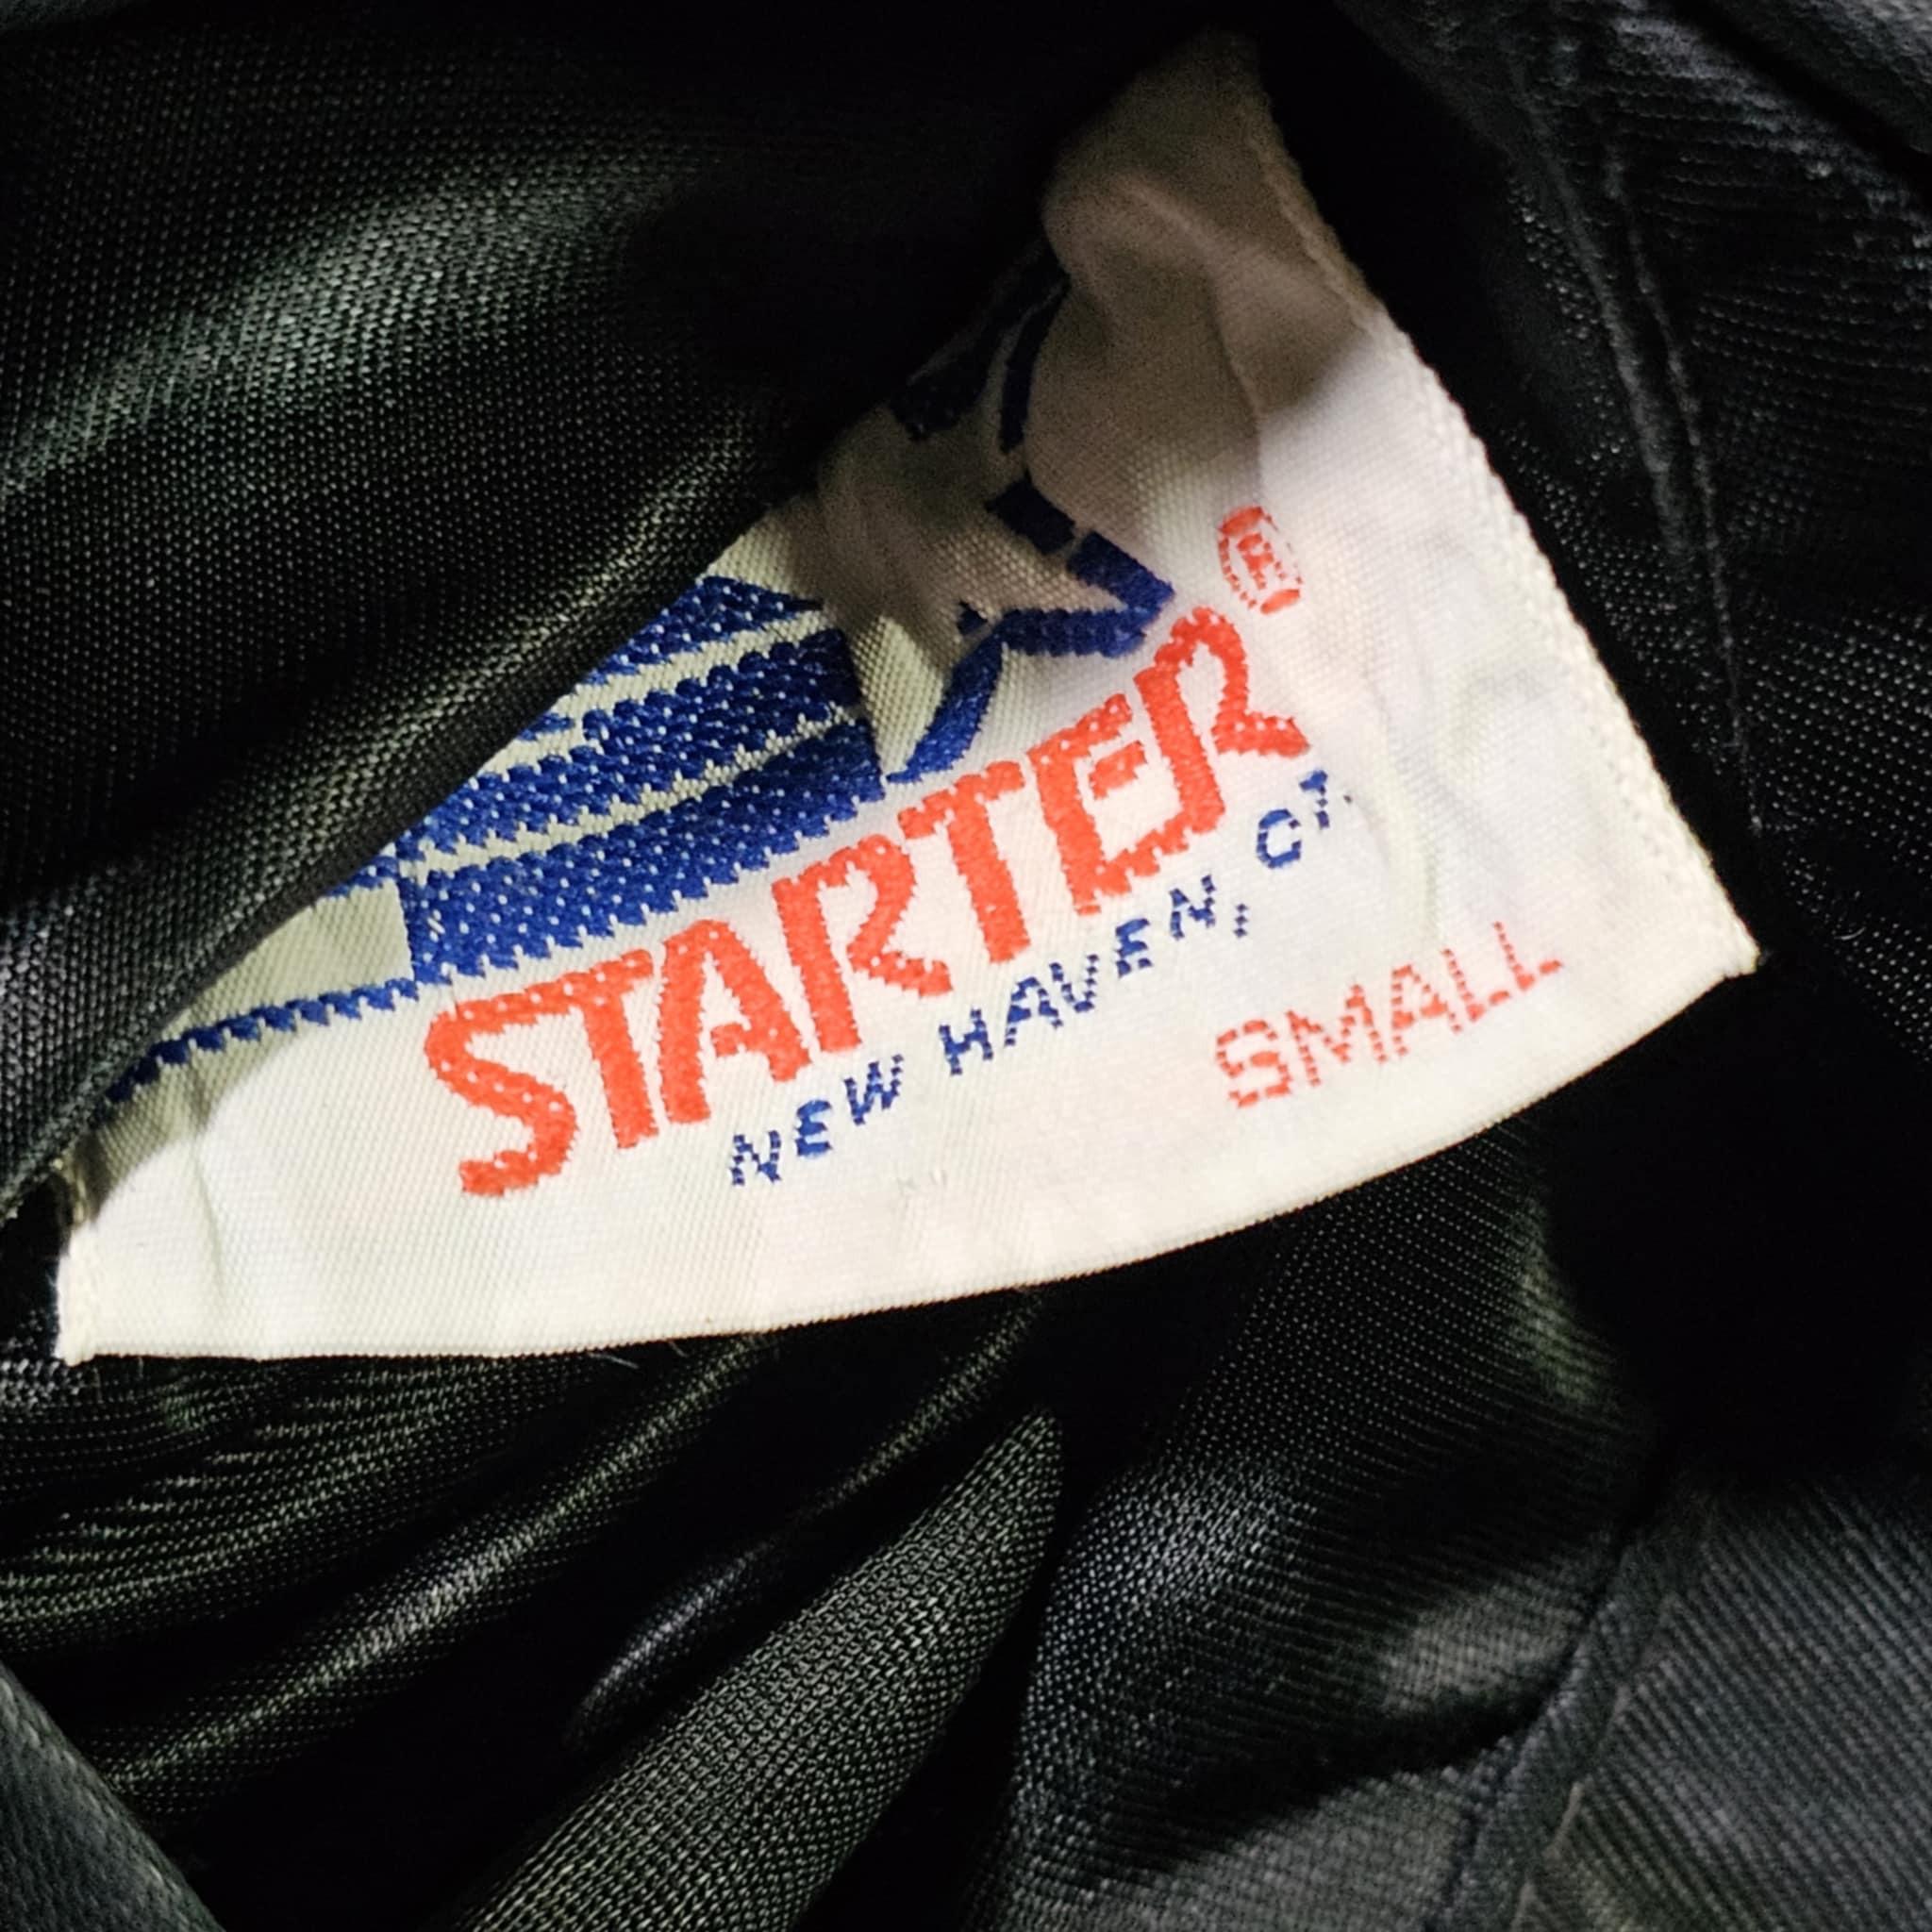 STARTER®
NEW HAVEN, CT.
SMALL